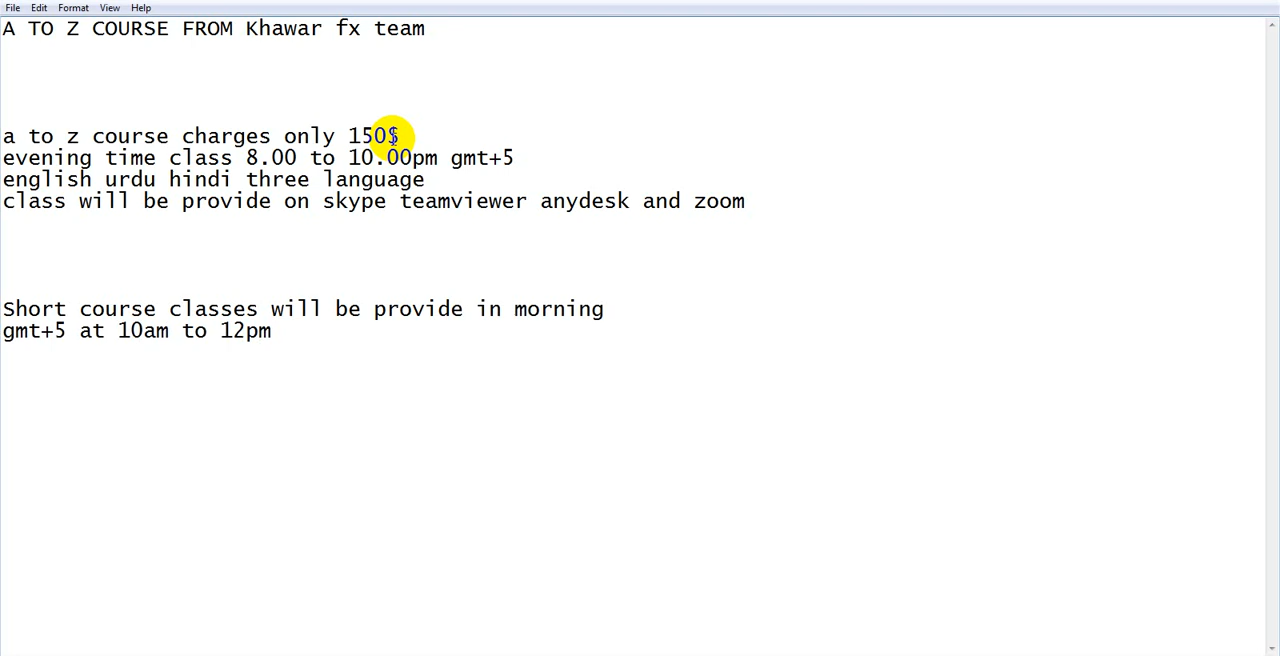 File Edit Format View Help
A TO Z COURSE FROM Khawar fx team
a to z course charges only 150$
evening time class 8.00 to 10.00pm gmt+5
english urdu hindi three language
class will be provide on skype teamviewer anydesk and zoom
Short course classes will be provide in morning
gmt+5 at 10am to 12pm